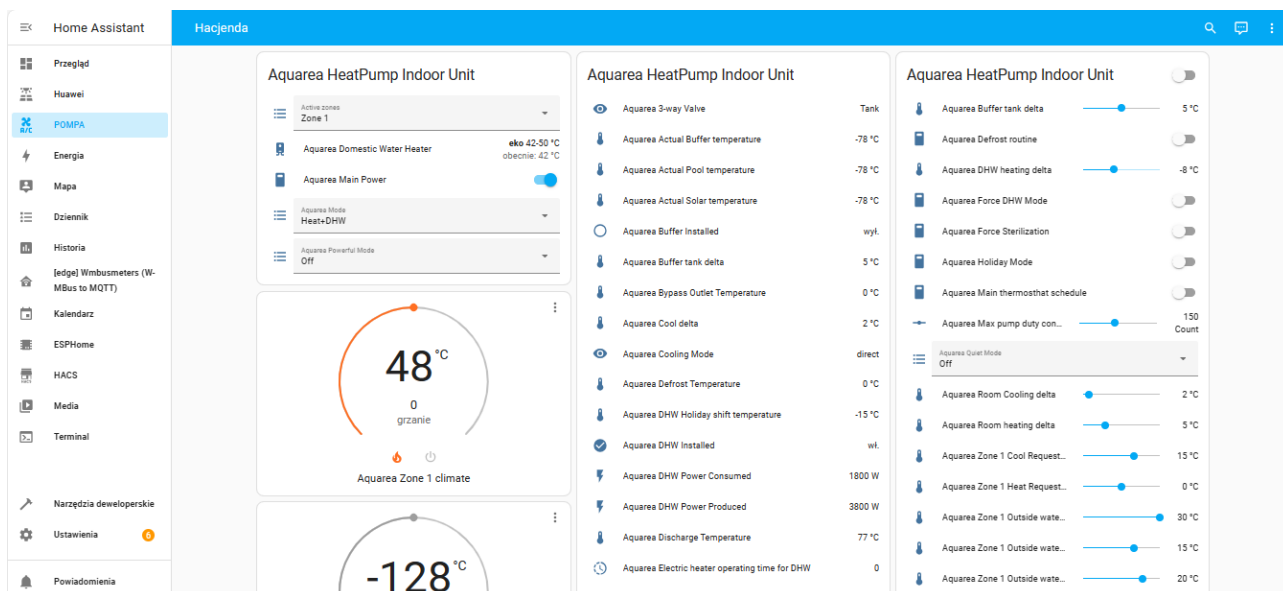 Home Assistant
Hacjenda
Przegląd
Huawei
POMPA
Energia
Mapa
Dziennik
Historia
[edge] Wmbusmeters (W-
MBus to MQTT)
Kalendarz
ESPHome
HACS
Media
Terminal
Narzędzia deweloperskie
Ustawienia 6
Powiadomienia
Aquarea HeatPump Indoor Unit
Active zones
Zone 1
Aquarea Domestic Water Heater eko 42-50 °C
obecnie: 42 °C
Aquarea Main Power
Aquarea Mode
Heat+DHW
Aquarea Powerful Mode
Off
48 °C
0
grzanie
Aquarea Zone 1 climate
-128 °C
Aquarea HeatPump Indoor Unit
Aquarea 3-way Valve Tank
Aquarea Actual Buffer temperature -78 °C
Aquarea Actual Pool temperature -78 °C
Aquarea Actual Solar temperature -78 °C
Aquarea Buffer Installed wył.
Aquarea Buffer tank delta 5 °C
Aquarea Bypass Outlet Temperature 0 °C
Aquarea Cool delta 2 °C
Aquarea Cooling Mode direct
Aquarea Defrost Temperature 0 °C
Aquarea DHW Holiday shift temperature -15 °C
Aquarea DHW Installed wł.
Aquarea DHW Power Consumed 1800 W
Aquarea DHW Power Produced 3800 W
Aquarea Discharge Temperature 77 °C
Aquarea Electric heater operating time for DHW 0
Aquarea HeatPump Indoor Unit
Aquarea Buffer tank delta 5 °C
Aquarea Defrost routine
Aquarea DHW heating delta -8 °C
Aquarea Force DHW Mode
Aquarea Force Sterilization
Aquarea Holiday Mode
Aquarea Main thermosthat schedule
Aquarea Max pump duty con... 150
Count
Aquarea Quiet Mode
Off
Aquarea Room Cooling delta 2 °C
Aquarea Room heating delta 5 °C
Aquarea Zone 1 Cool Request... 15 °C
Aquarea Zone 1 Heat Request... 0 °C
Aquarea Zone 1 Outside wate... 30 °C
Aquarea Zone 1 Outside wate... 15 °C
Aquarea Zone 1 Outside wate... 20 °C